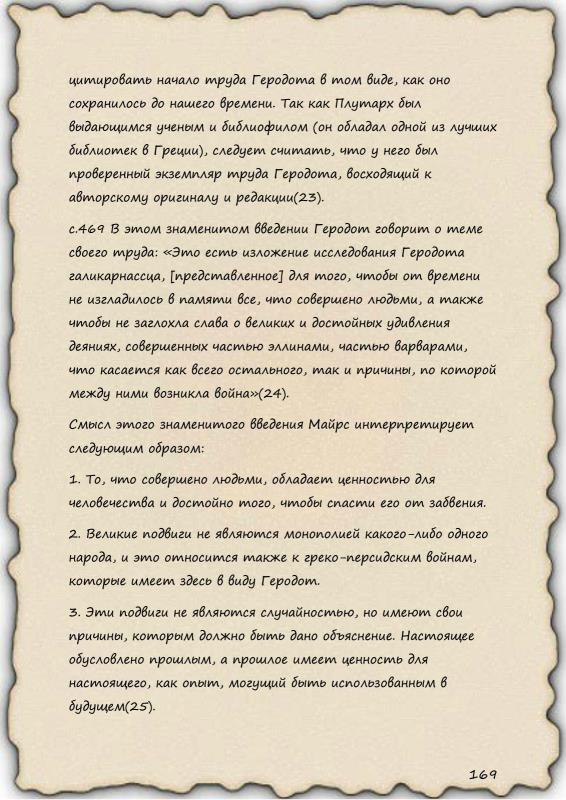 цитировать начало труда Геродота в том виде, как оно
сохранилось до нашего времени. Так как Плутарх был
выдающимся ученым и библиофилом (он обладал одной из лучших
библиотек в Греции), следует считать, что у него был
проверенный экземпляр труда Геродота, восходящий к
авторскому оригиналу и редакции(23).
с.469 В этом знаменитом введении Геродот говорит о теме
своего труда: «Это есть изложение исследования Геродота
галикарнассца, [представленное] для того, чтобы от времени
не изгладилось в памяти все, что совершено людьми, а также
чтобы не заглохла слава о великих и достойных удивления
деяниях, совершенных частью эллинами, частью варварами,
что касается как всего остального, так и причины, по которой
между ними возникла война»(24).
Смысл этого знаменитого введения Майрс интерпретирует
следующим образом:
1. То, что совершено людьми, обладает ценностью для
человечества и достойно того, чтобы спасти его от забвения.
2. Великие подвиги не являются монополией какого-либо одного
народа, и это относится также к греко-персидским войнам,
которые имеет здесь в виду Геродот.
3. Эти подвиги не являются случайностью, но имеют свои
причины, которым должно быть дано объяснение. Настоящее
обусловлено прошлым, а прошлое имеет ценность для
настоящего, как опыт, могущий быть использованным в
будущем(25).
169